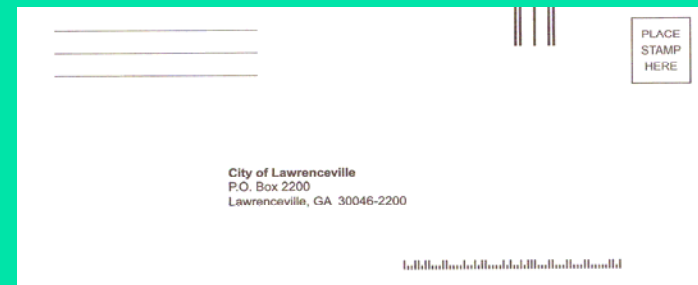 PLACE
STAMP
HERE
City of Lawrenceville
P.O. Box 2200
Lawrenceville, GA 30046-2200